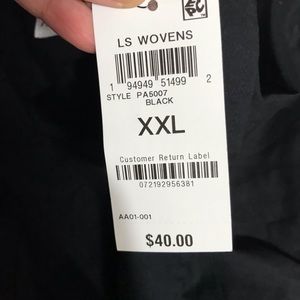 LS WOVENS
1 94949 51499 2
STYLE PA5007
BLACK
XXL
Customer Return Label
072192956381
AA01-001
$40.00